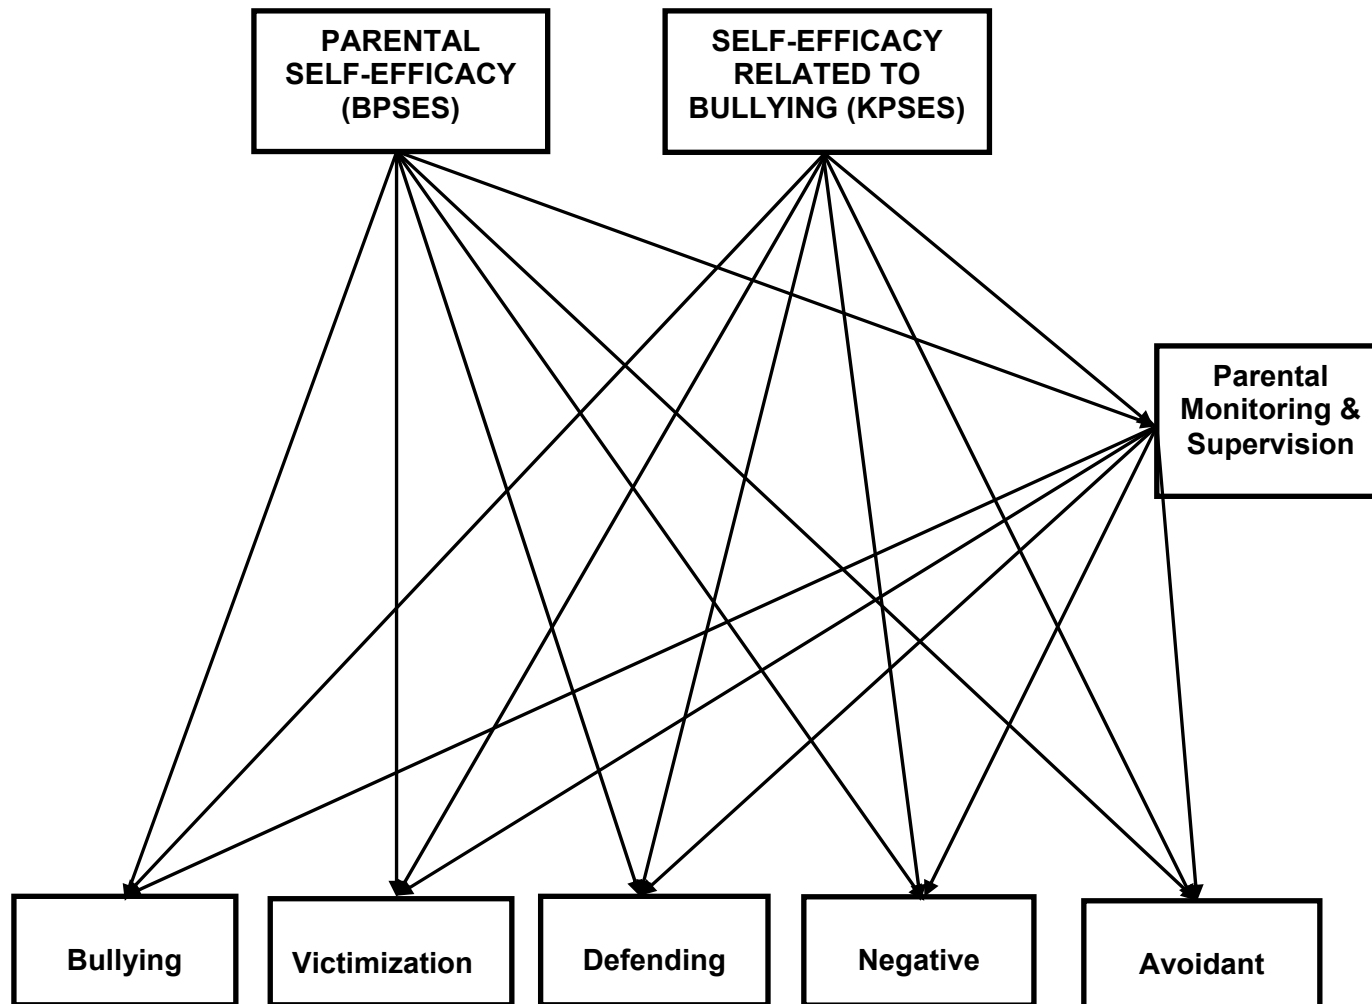 PARENTAL
SELF-EFFICACY
(BPSES)
SELF-EFFICACY
RELATED TO
BULLYING (KPSES)
Parental
Monitoring &
Supervision
Bullying
Victimization
Defending
Negative
Avoidant